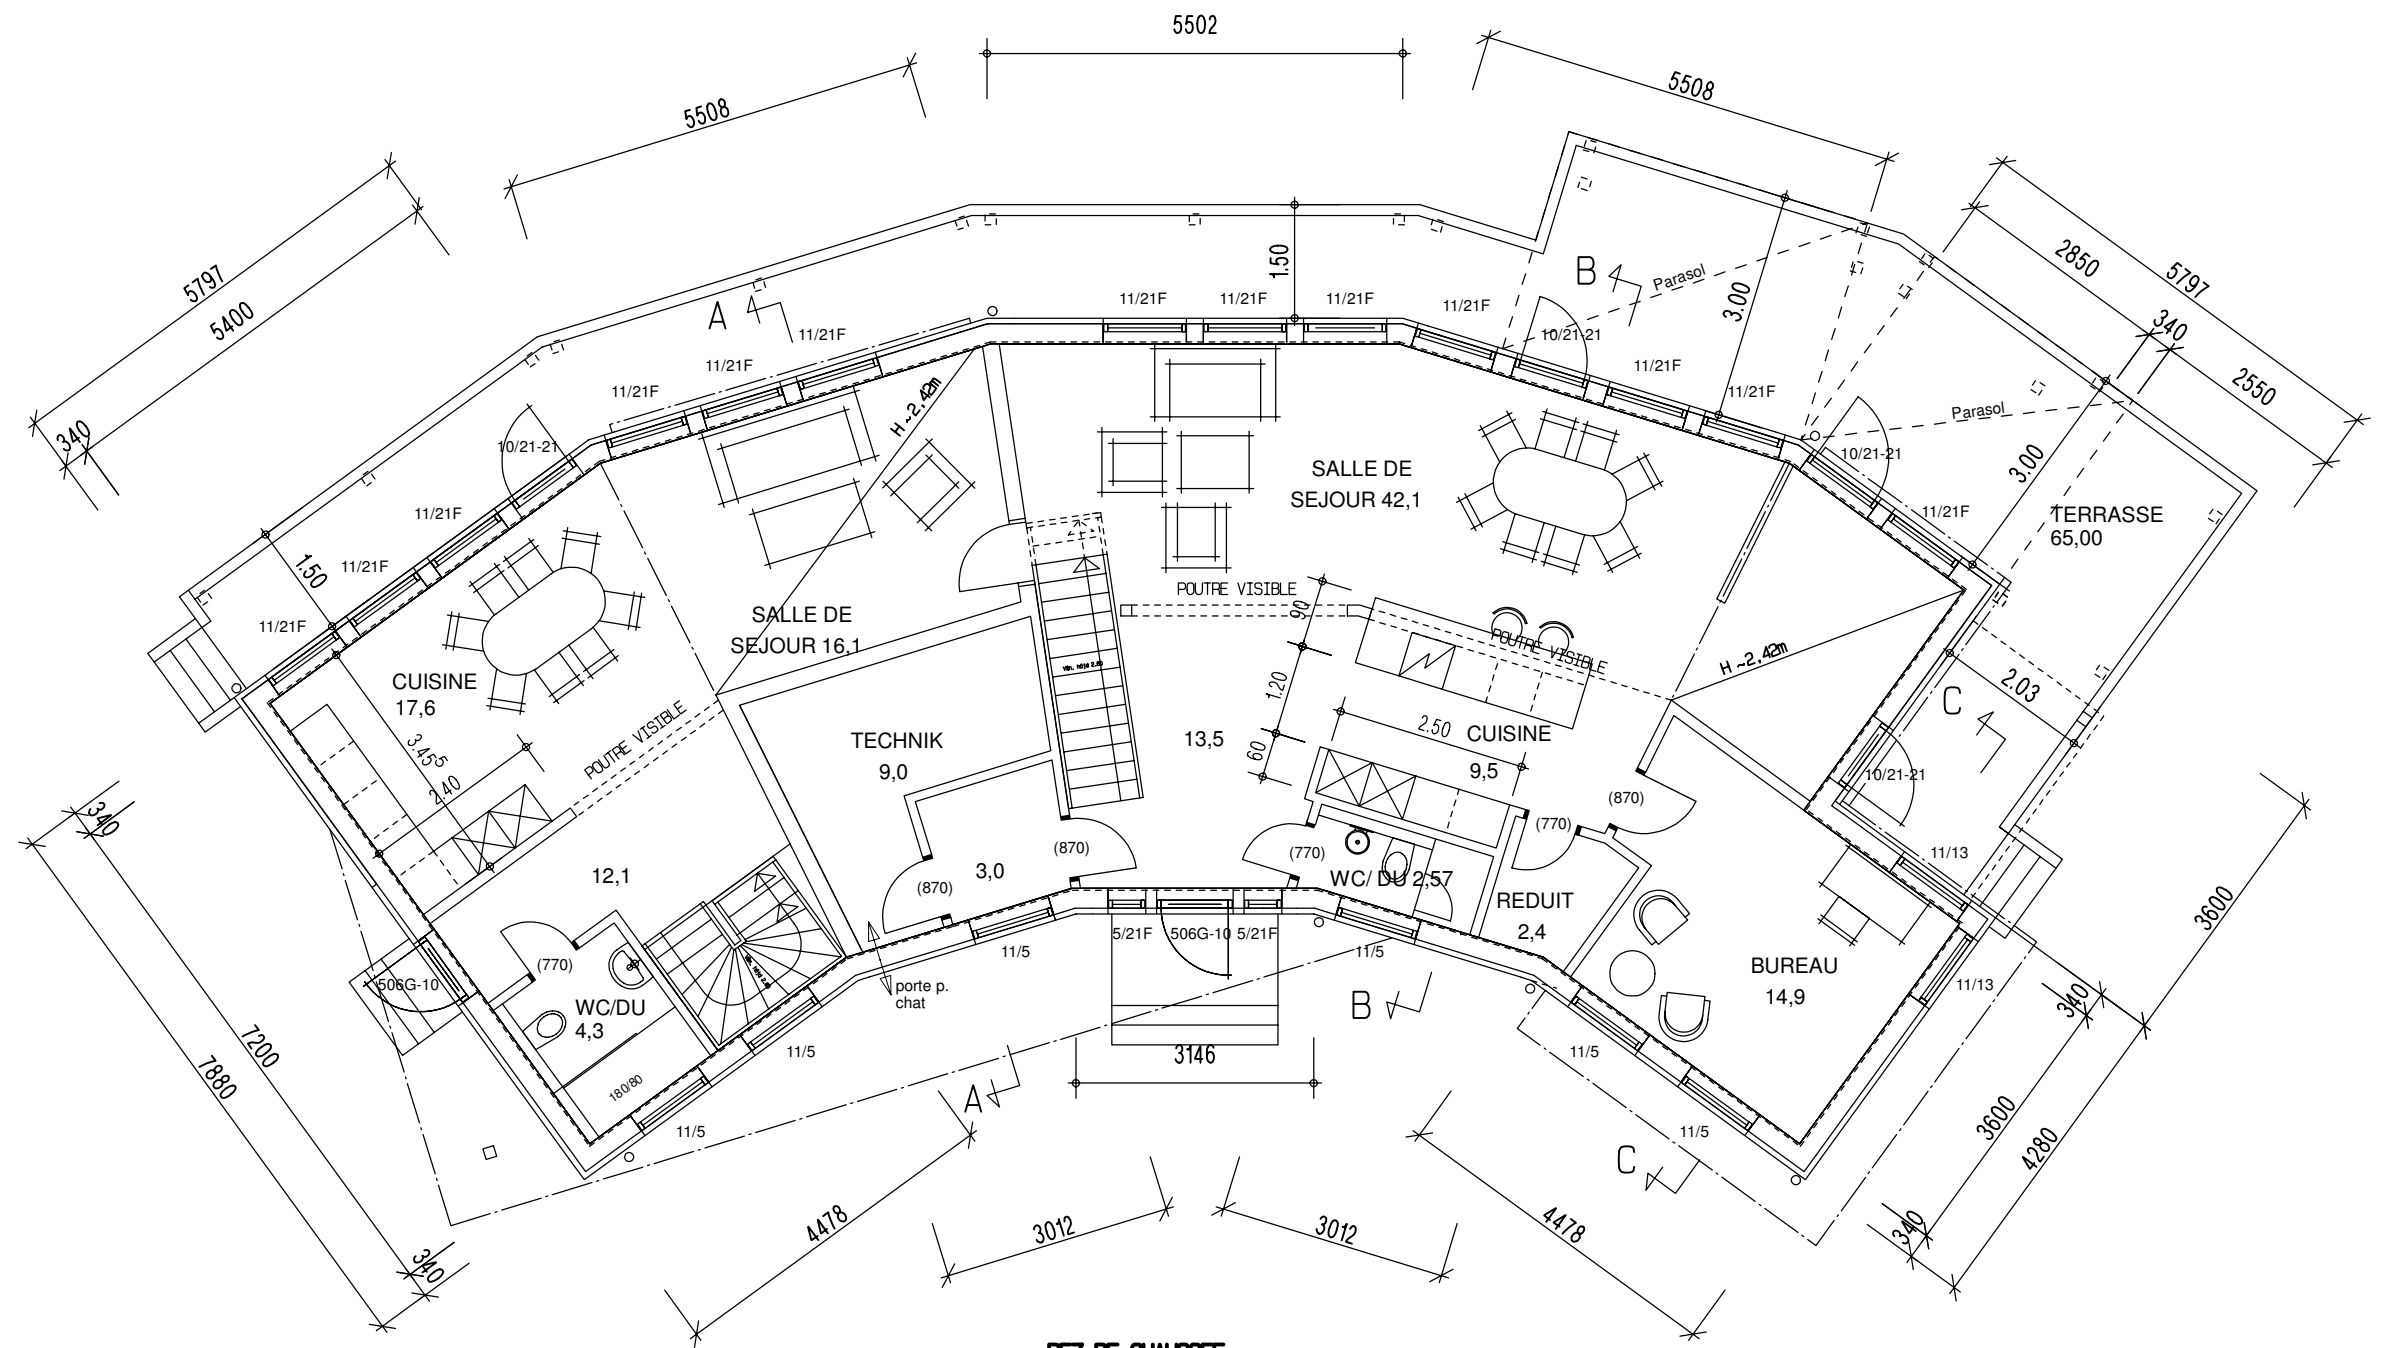 5502
5508
5508
5797
5400
340
2850
5797
340
2550
1.50
B
Parasol
3.00
A
11/21F
11/21F
11/21F
11/21F
10/21-21
11/21F
11/21F
11/21F
11/21F
11/21F
11/21F
H ~2,42m
Parasol
10/21-21
10/21-21
3.00
11/21F
11/21F
11/21F
11/21F
1.50
SALLE DE
SEJOUR 42,1
TERRASSE
65,00
POUTRE VISIBLE
90
SALLE DE
SEJOUR 16,1
POUTRE VISIBLE
H ~2,42m
CUISINE
17,6
1.20
2.03
C
POUTRE VISIBLE
2.50
CUISINE
9,5
TECHNIK
9,0
13,5
60
3.45⁵
2.40
10/21-21
(870)
(770)
340
3600
12,1
3,0
(870)
(870)
(770)
WC/ DU 2,57
11/13
REDUIT
2,4
5/21F
506G-10
5/21F
11/5
11/5
(770)
506G-10
WC/DU
4,3
porte p.
chat
BUREAU
14,9
11/13
B
340
7200
7880
11/5
3146
11/5
180/80
A
3600
4280
11/5
11/5
C
4478
3012
3012
4478
340
340
REZ DE CHAUSSEE